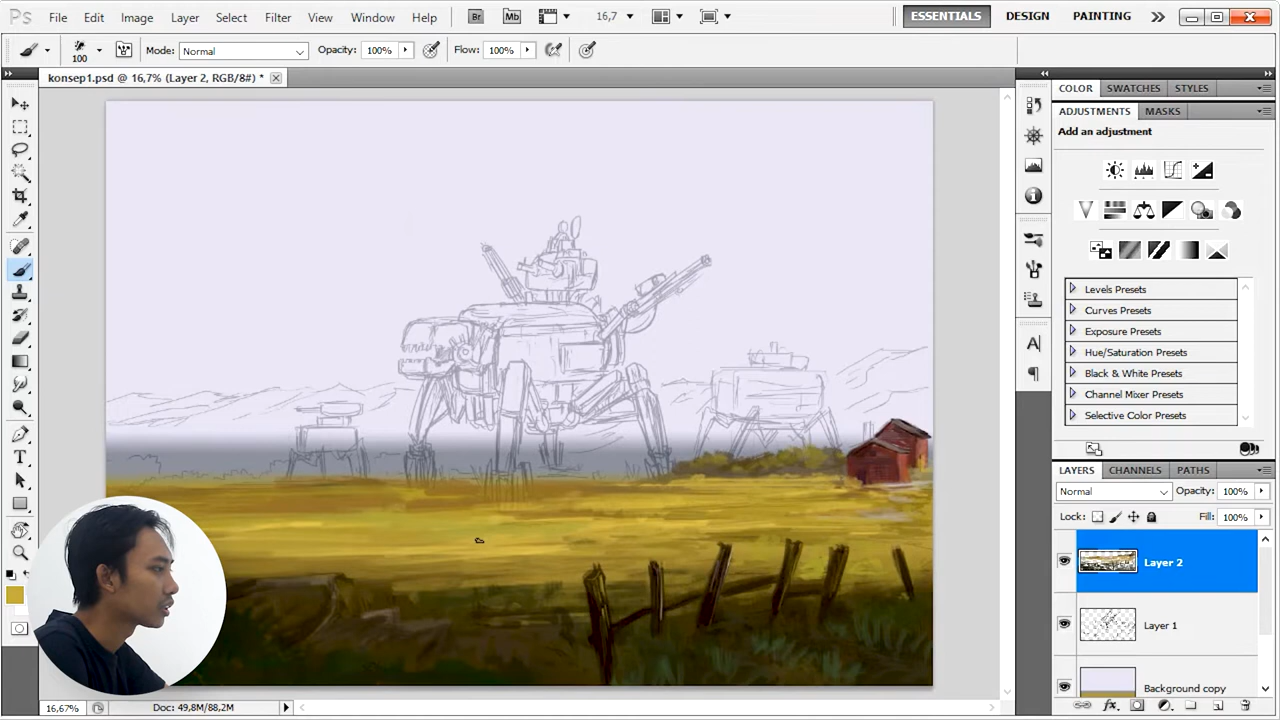 Ps File Edit Image Layer Select Filter View Window Help Br Mb 16,7 ESSENTIALS DESIGN PAINTING
100 Mode: Normal Opacity: 100% Flow: 100%
konsep1.psd @ 16,7% (Layer 2, RGB/8#) *
COLOR SWATCHES STYLES
ADJUSTMENTS MASKS
Add an adjustment
Levels Presets
Curves Presets
Exposure Presets
Hue/Saturation Presets
Black & White Presets
Channel Mixer Presets
Selective Color Presets
LAYERS CHANNELS PATHS
Normal Opacity: 100%
Lock: Fill: 100%
Layer 2
Layer 1
Background copy
16,67% Doc: 49,8M/88,2M